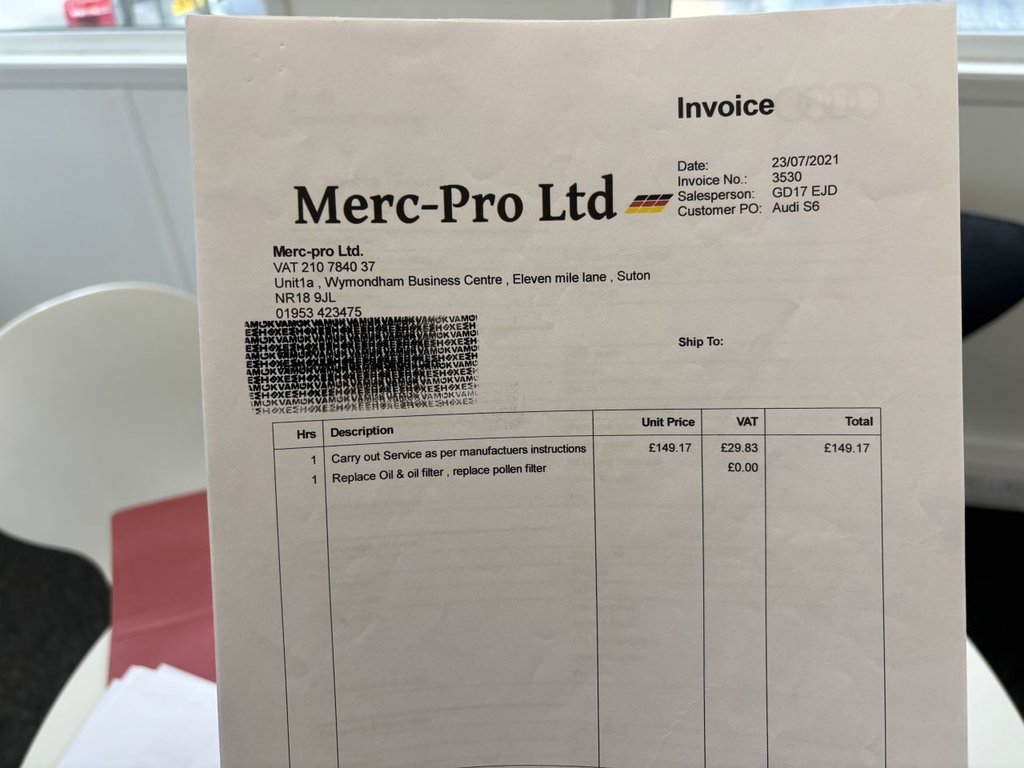 Invoice
Date: 23/07/2021
Invoice No.: 3530
Salesperson: GD17 EJD
Customer PO: Audi S6
Merc-Pro Ltd
Merc-pro Ltd.
VAT 210 7840 37
Unit1a , Wymondham Business Centre , Eleven mile lane , Suton
NR18 9JL
01953 423475
Ship To:
Hrs Description Unit Price VAT Total
1 Carry out Service as per manufactuers instructions £149.17 £29.83 £149.17
1 Replace Oil & oil filter , replace pollen filter £0.00